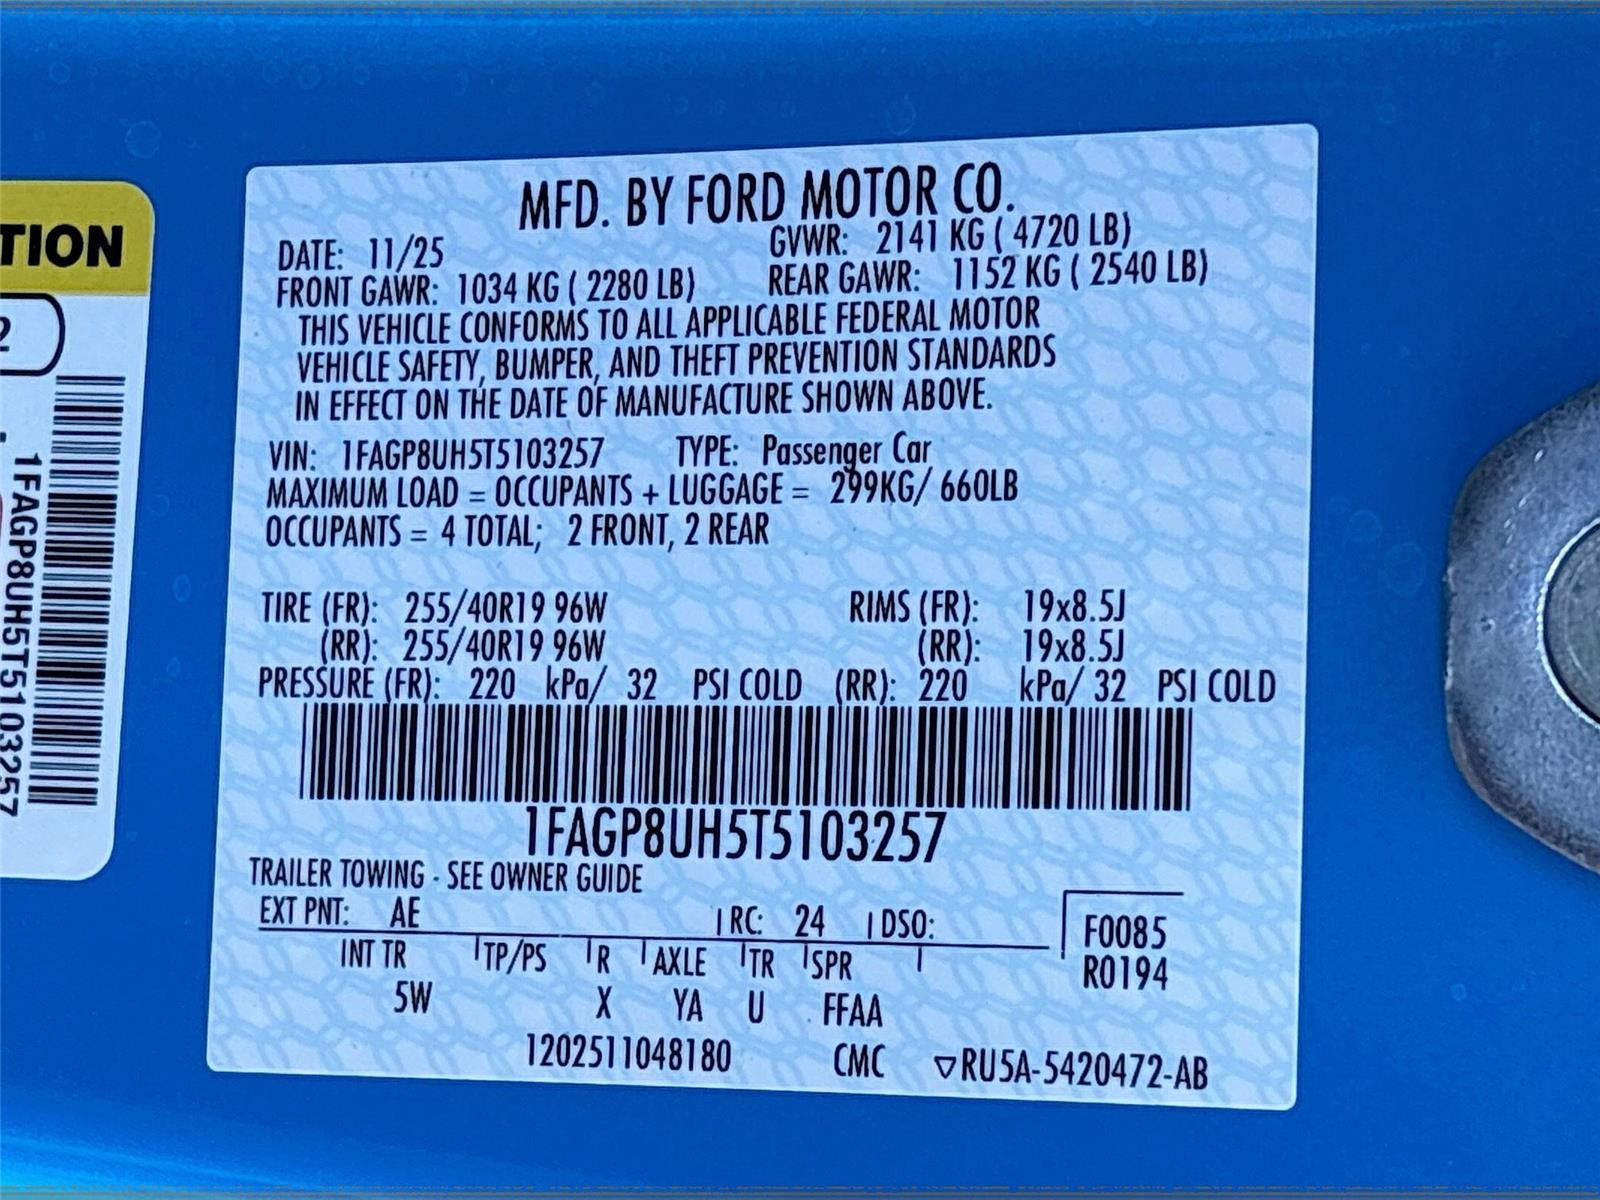 TION
2
1FAGP8UH5T5103257
MFD. BY FORD MOTOR CO.
DATE: 11/25 GVWR: 2141 KG ( 4720 LB)
FRONT GAWR: 1034 KG ( 2280 LB) REAR GAWR: 1152 KG ( 2540 LB)
THIS VEHICLE CONFORMS TO ALL APPLICABLE FEDERAL MOTOR
VEHICLE SAFETY, BUMPER, AND THEFT PREVENTION STANDARDS
IN EFFECT ON THE DATE OF MANUFACTURE SHOWN ABOVE.
VIN: 1FAGP8UH5T5103257 TYPE: Passenger Car
MAXIMUM LOAD = OCCUPANTS + LUGGAGE = 299KG/ 660LB
OCCUPANTS = 4 TOTAL; 2 FRONT, 2 REAR
TIRE (FR): 255/40R19 96W RIMS (FR): 19x8.5J
(RR): 255/40R19 96W (RR): 19x8.5J
PRESSURE (FR): 220 kPa/ 32 PSI COLD (RR): 220 kPa/ 32 PSI COLD
1FAGP8UH5T5103257
TRAILER TOWING - SEE OWNER GUIDE
EXT PNT: AE RC: 24 DSO: F0085
INT TR TP/PS R AXLE TR SPR R0194
5W X YA U FFAA
1202511048180 CMC ▽RU5A-5420472-AB